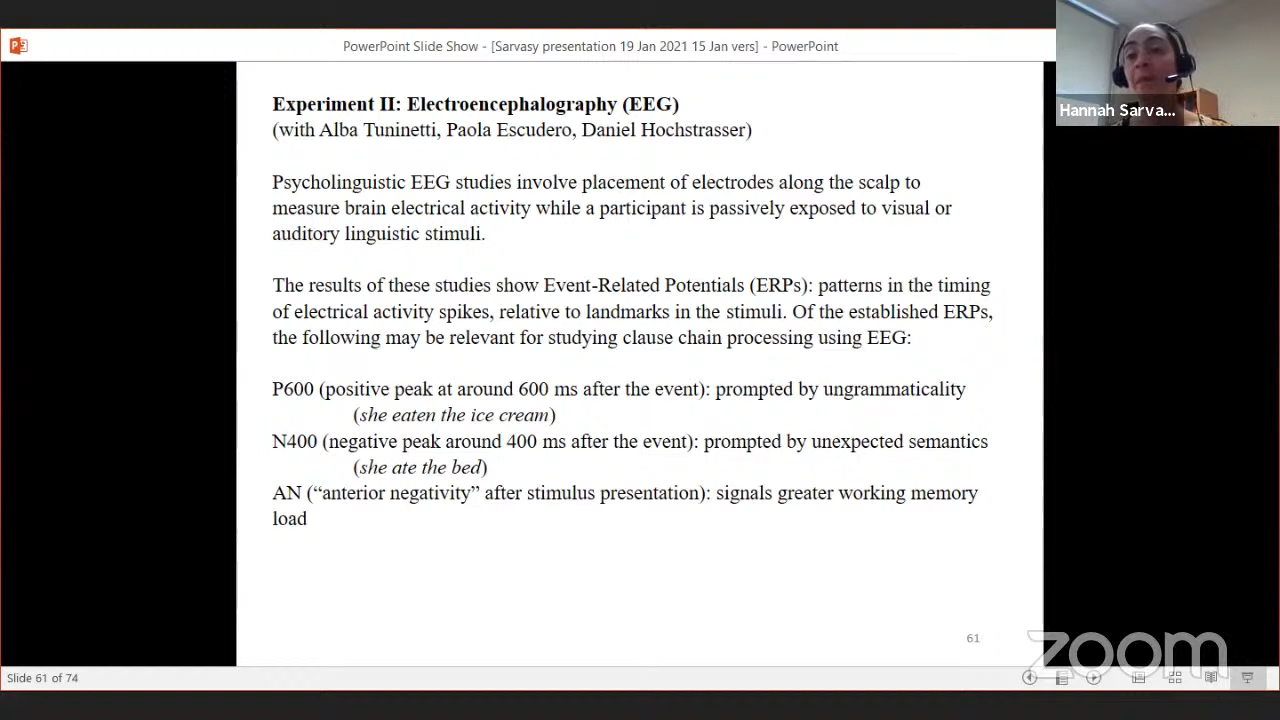 PowerPoint Slide Show - [Sarvasy presentation 19 Jan 2021 15 Jan vers] - PowerPoint
Hannah Sarva...
Experiment II: Electroencephalography (EEG)
(with Alba Tuninetti, Paola Escudero, Daniel Hochstrasser)
Psycholinguistic EEG studies involve placement of electrodes along the scalp to
measure brain electrical activity while a participant is passively exposed to visual or
auditory linguistic stimuli.
The results of these studies show Event-Related Potentials (ERPs): patterns in the timing
of electrical activity spikes, relative to landmarks in the stimuli. Of the established ERPs,
the following may be relevant for studying clause chain processing using EEG:
P600 (positive peak at around 600 ms after the event): prompted by ungrammaticality
(she eaten the ice cream)
N400 (negative peak around 400 ms after the event): prompted by unexpected semantics
(she ate the bed)
AN (“anterior negativity” after stimulus presentation): signals greater working memory
load
61
zoom
Slide 61 of 74